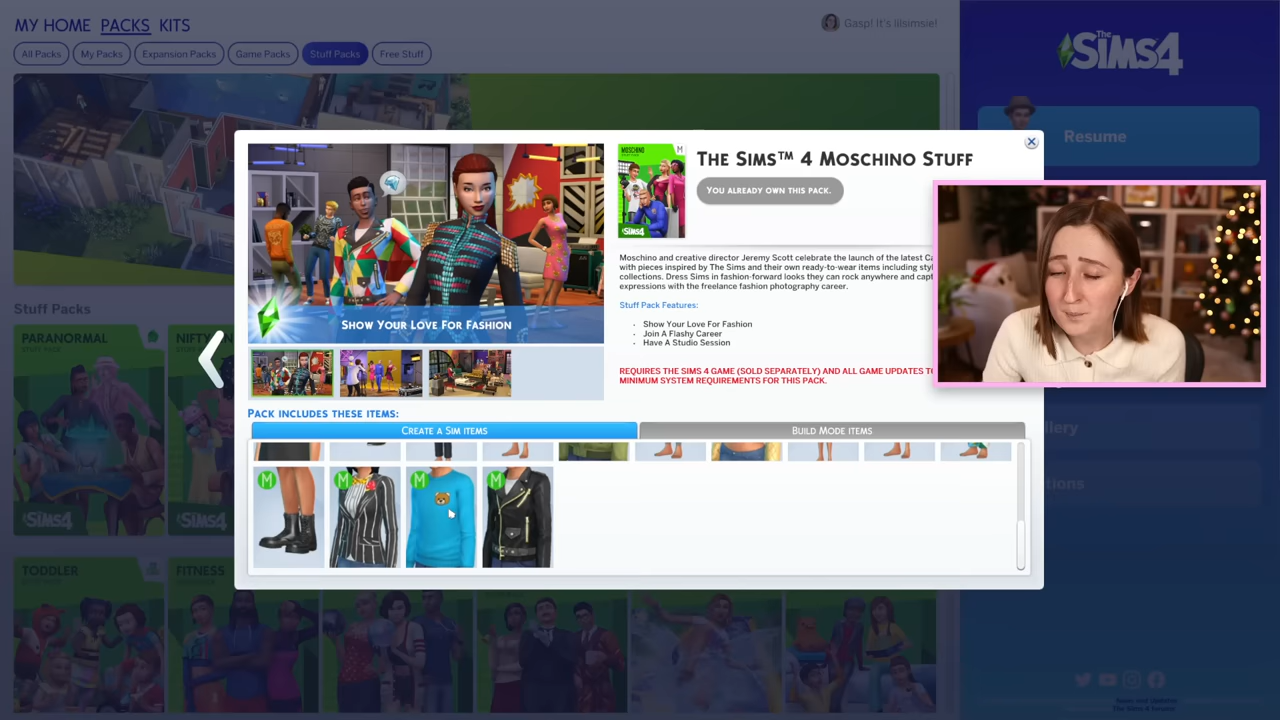 MY HOME PACKS KITS
Gasp! It's lilsimsie!
All Packs My Packs Expansion Packs Game Packs Stuff Packs Free Stuff
THE SIMS4
Resume
THE SIMS™ 4 MOSCHINO STUFF
YOU ALREADY OWN THIS PACK.
MOSCHINO
M
SIMS4
Moschino and creative director Jeremy Scott celebrate the launch of the latest
with pieces inspired by The Sims and their own ready-to-wear items including
collections. Dress Sims in fashion-forward looks they can rock anywhere and
expressions with the freelance fashion photography career.
Stuff Pack Features:
· Show Your Love For Fashion
· Join A Flashy Career
· Have A Studio Session
REQUIRES THE SIMS 4 GAME (SOLD SEPARATELY) AND ALL GAME UPDATES
MINIMUM SYSTEM REQUIREMENTS FOR THIS PACK.
SHOW YOUR LOVE FOR FASHION
Stuff Packs
PARANORMAL
STUFF PACK
NIFTY
SIMS4
PACK INCLUDES THESE ITEMS:
CREATE A SIM ITEMS BUILD MODE ITEMS
M M M M
TODDLER
FITNESS